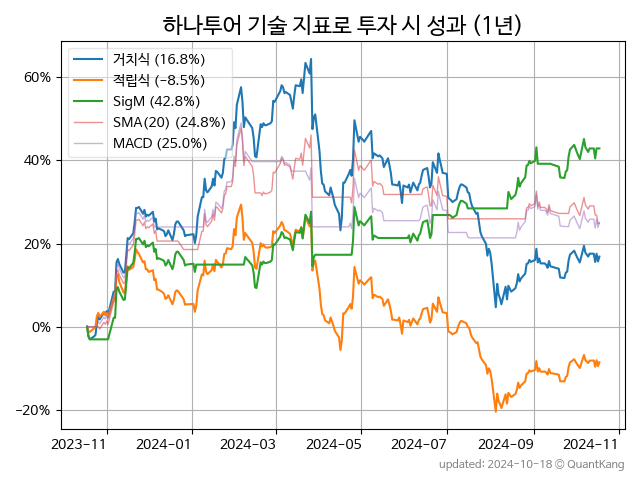 하나투어 기술 지표로 투자 시 성과 (1년)
거치식 (16.8%)
적립식 (−8.5%)
SigM (42.8%)
SMA(20) (24.8%)
MACD (25.0%)
60%
40%
20%
0%
−20%
2023-11 2024-01 2024-03 2024-05 2024-07 2024-09 2024-11
updated: 2024-10-18 ⓒ QuantKang